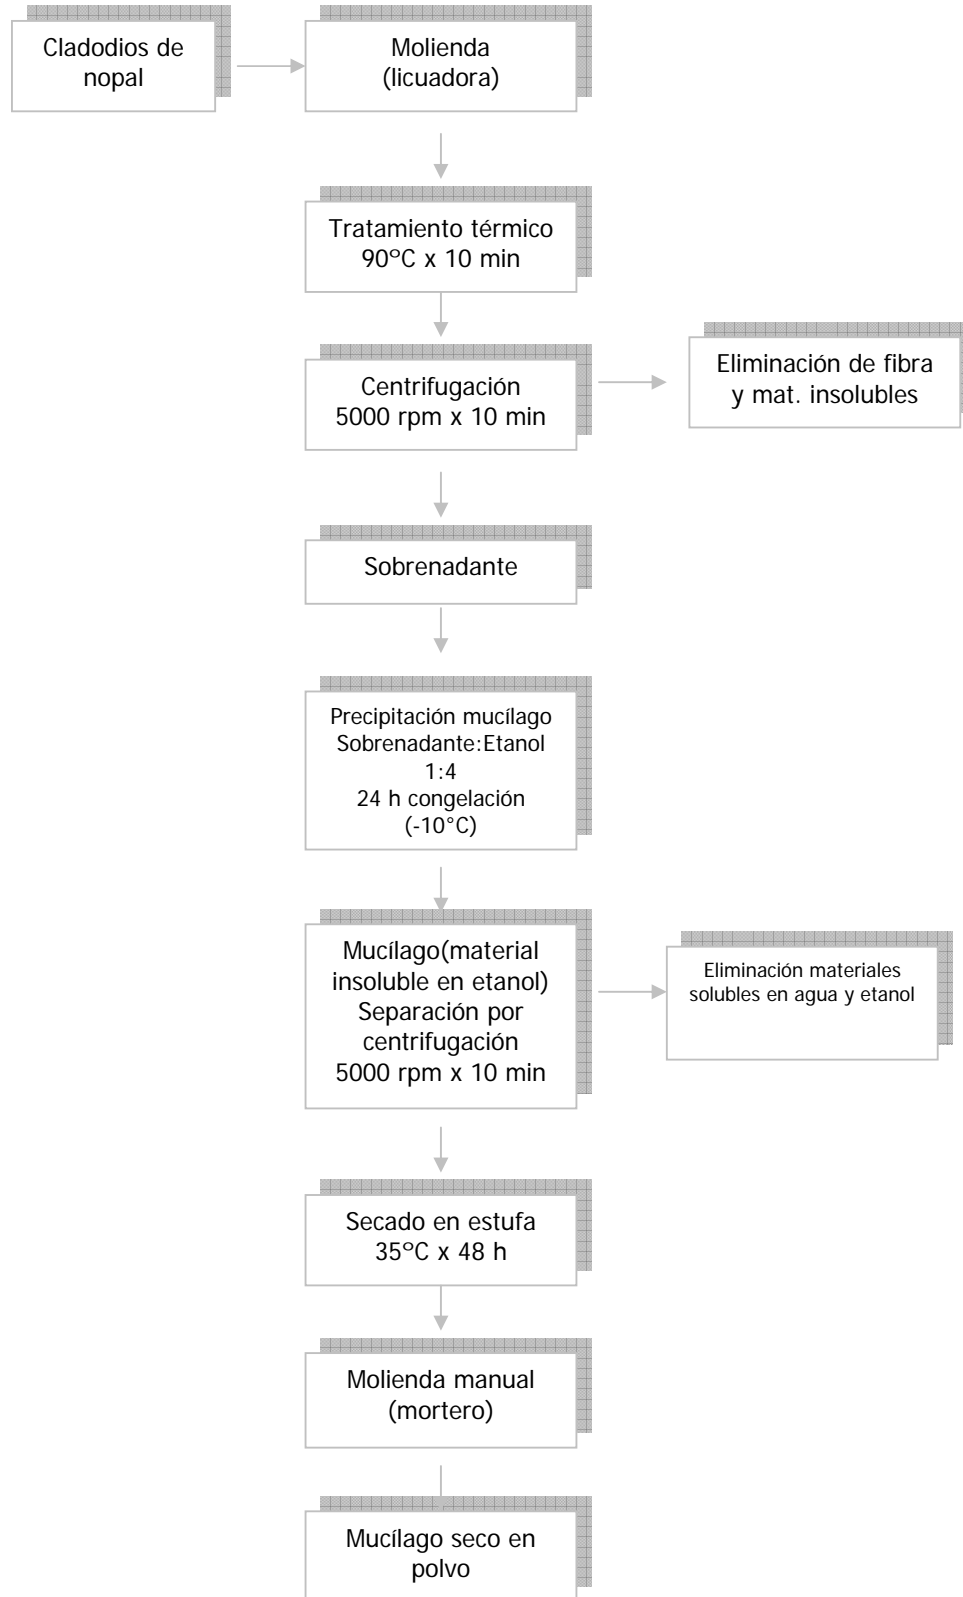 Cladodios de
nopal
Molienda
(licuadora)
Tratamiento térmico
90ºC x 10 min
Centrifugación
5000 rpm x 10 min
Eliminación de fibra
y mat. insolubles
Sobrenadante
Precipitación mucílago
Sobrenadante:Etanol
1:4
24 h congelación
(-10°C)
Mucílago(material
insoluble en etanol)
Separación por
centrifugación
5000 rpm x 10 min
Eliminación materiales
solubles en agua y etanol
Secado en estufa
35ºC x 48 h
Molienda manual
(mortero)
Mucílago seco en
polvo